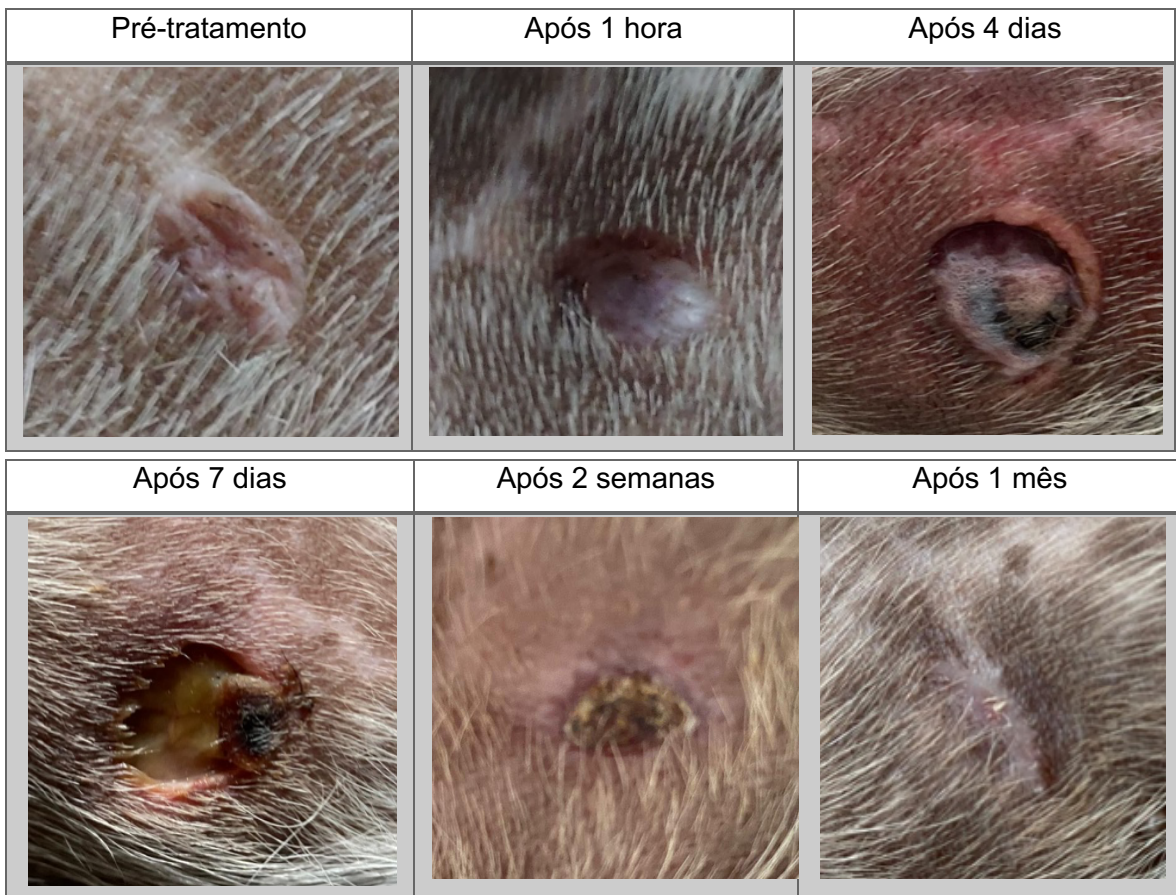 Pré-tratamento
Após 1 hora
Após 4 dias
Após 7 dias
Após 2 semanas
Após 1 mês